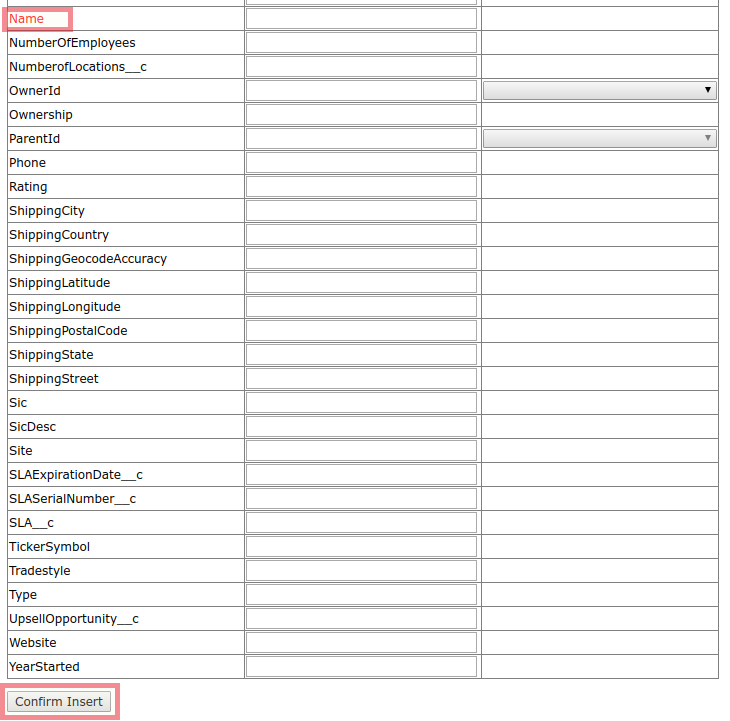 Name
NumberOfEmployees
NumberofLocations__c
OwnerId
Ownership
ParentId
Phone
Rating
ShippingCity
ShippingCountry
ShippingGeocodeAccuracy
ShippingLatitude
ShippingLongitude
ShippingPostalCode
ShippingState
ShippingStreet
Sic
SicDesc
Site
SLAExpirationDate__c
SLASerialNumber__c
SLA__c
TickerSymbol
Tradestyle
Type
UpsellOpportunity__c
Website
YearStarted
Confirm Insert